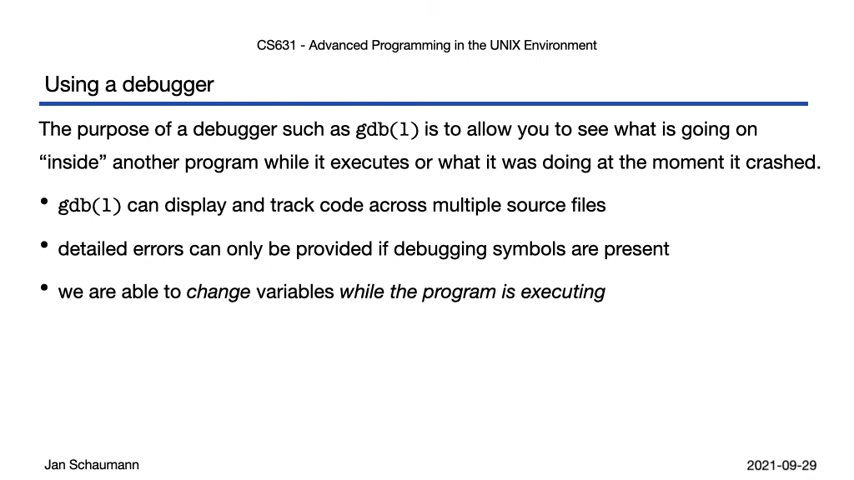 CS631 - Advanced Programming in the UNIX Environment
Using a debugger
The purpose of a debugger such as gdb(1) is to allow you to see what is going on
“inside” another program while it executes or what it was doing at the moment it crashed.
• gdb(1) can display and track code across multiple source files
• detailed errors can only be provided if debugging symbols are present
• we are able to change variables while the program is executing
Jan Schaumann
2021-09-29